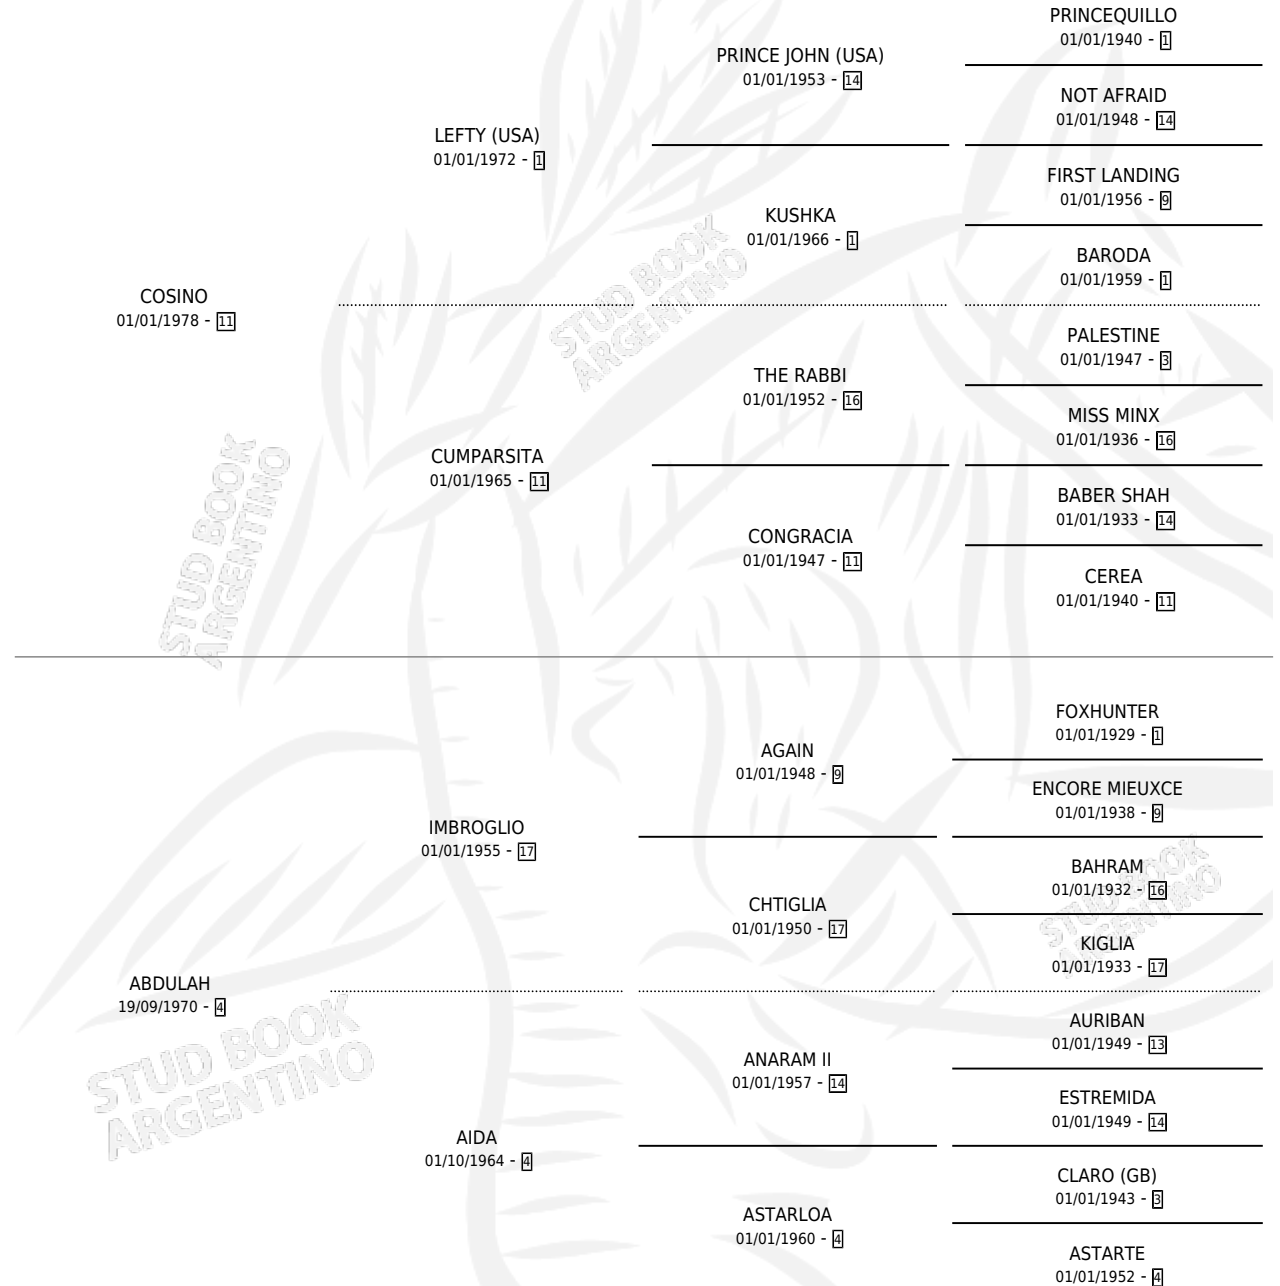 PRINCEQUILLO
01/01/1940 - 1
PRINCE JOHN (USA)
01/01/1953 - 14
NOT AFRAID
01/01/1948 - 14
LEFTY (USA)
01/01/1972 - 1
FIRST LANDING
01/01/1956 - 9
KUSHKA
01/01/1966 - 1
BARODA
01/01/1959 - 1
COSINO
01/01/1978 - 11
PALESTINE
01/01/1947 - 3
THE RABBI
01/01/1952 - 16
MISS MINX
01/01/1936 - 16
CUMPARSITA
01/01/1965 - 11
BABER SHAH
01/01/1933 - 14
CONGRACIA
01/01/1947 - 11
CEREA
01/01/1940 - 11
STUD BOOK
ARGENTINO
STUD BOOK
ARGENTINO
FOXHUNTER
01/01/1929 - 1
AGAIN
01/01/1948 - 9
ENCORE MIEUXCE
01/01/1938 - 9
IMBROGLIO
01/01/1955 - 17
BAHRAM
01/01/1932 - 16
CHTIGLIA
01/01/1950 - 17
KIGLIA
01/01/1933 - 17
ABDULAH
19/09/1970 - 4
AURIBAN
01/01/1949 - 13
ANARAM II
01/01/1957 - 14
ESTREMIDA
01/01/1949 - 14
AIDA
01/10/1964 - 4
CLARO (GB)
01/01/1943 - 3
ASTARLOA
01/01/1960 - 4
ASTARTE
01/01/1952 - 4
STUD BOOK
ARGENTINO
STUD BOOK
ARGENTINO